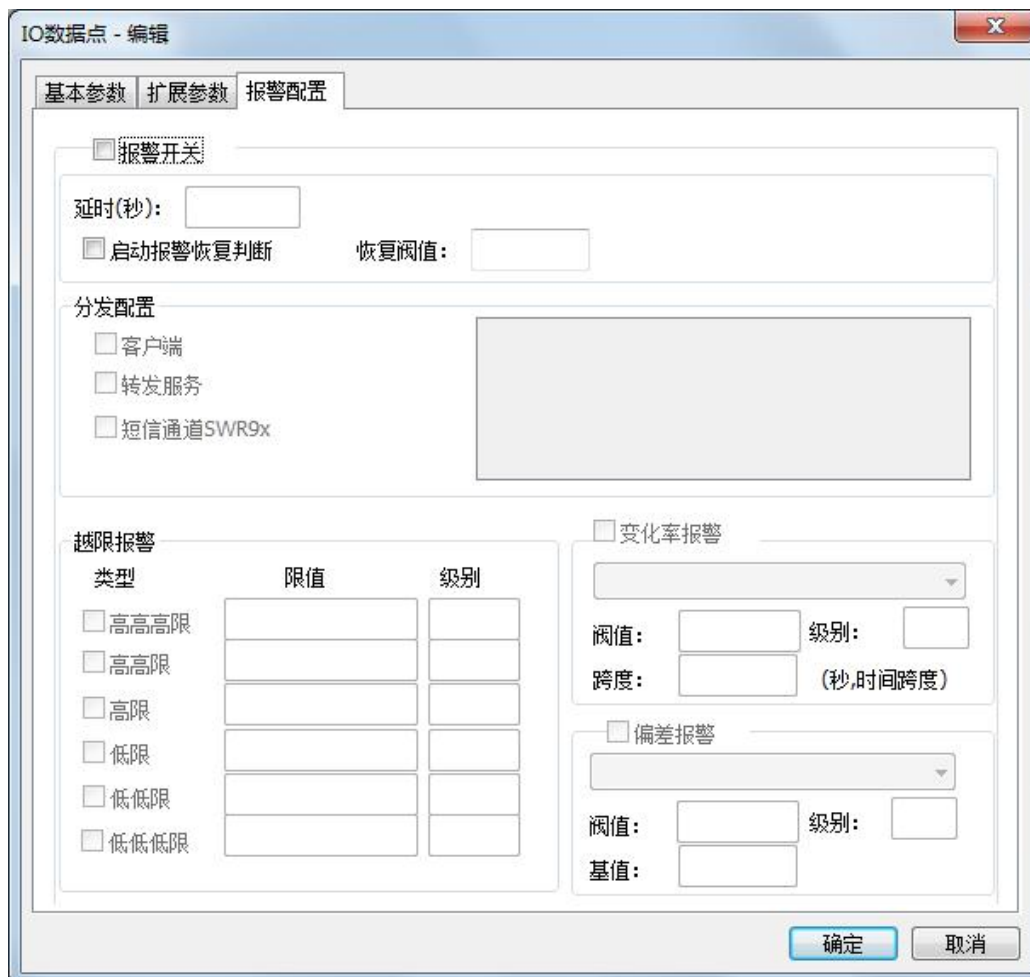 IO数据点 - 编辑
基本参数 扩展参数 报警配置
报警开关
延时(秒):
启动报警恢复判断 恢复阀值:
分发配置
客户端
转发服务
短信通道SWR9x
越限报警
类型 限值 级别
高高高限
高高限
高限
低限
低低限
低低低限
变化率报警
阀值: 级别:
跨度: (秒,时间跨度)
偏差报警
阀值: 级别:
基值:
确定 取消